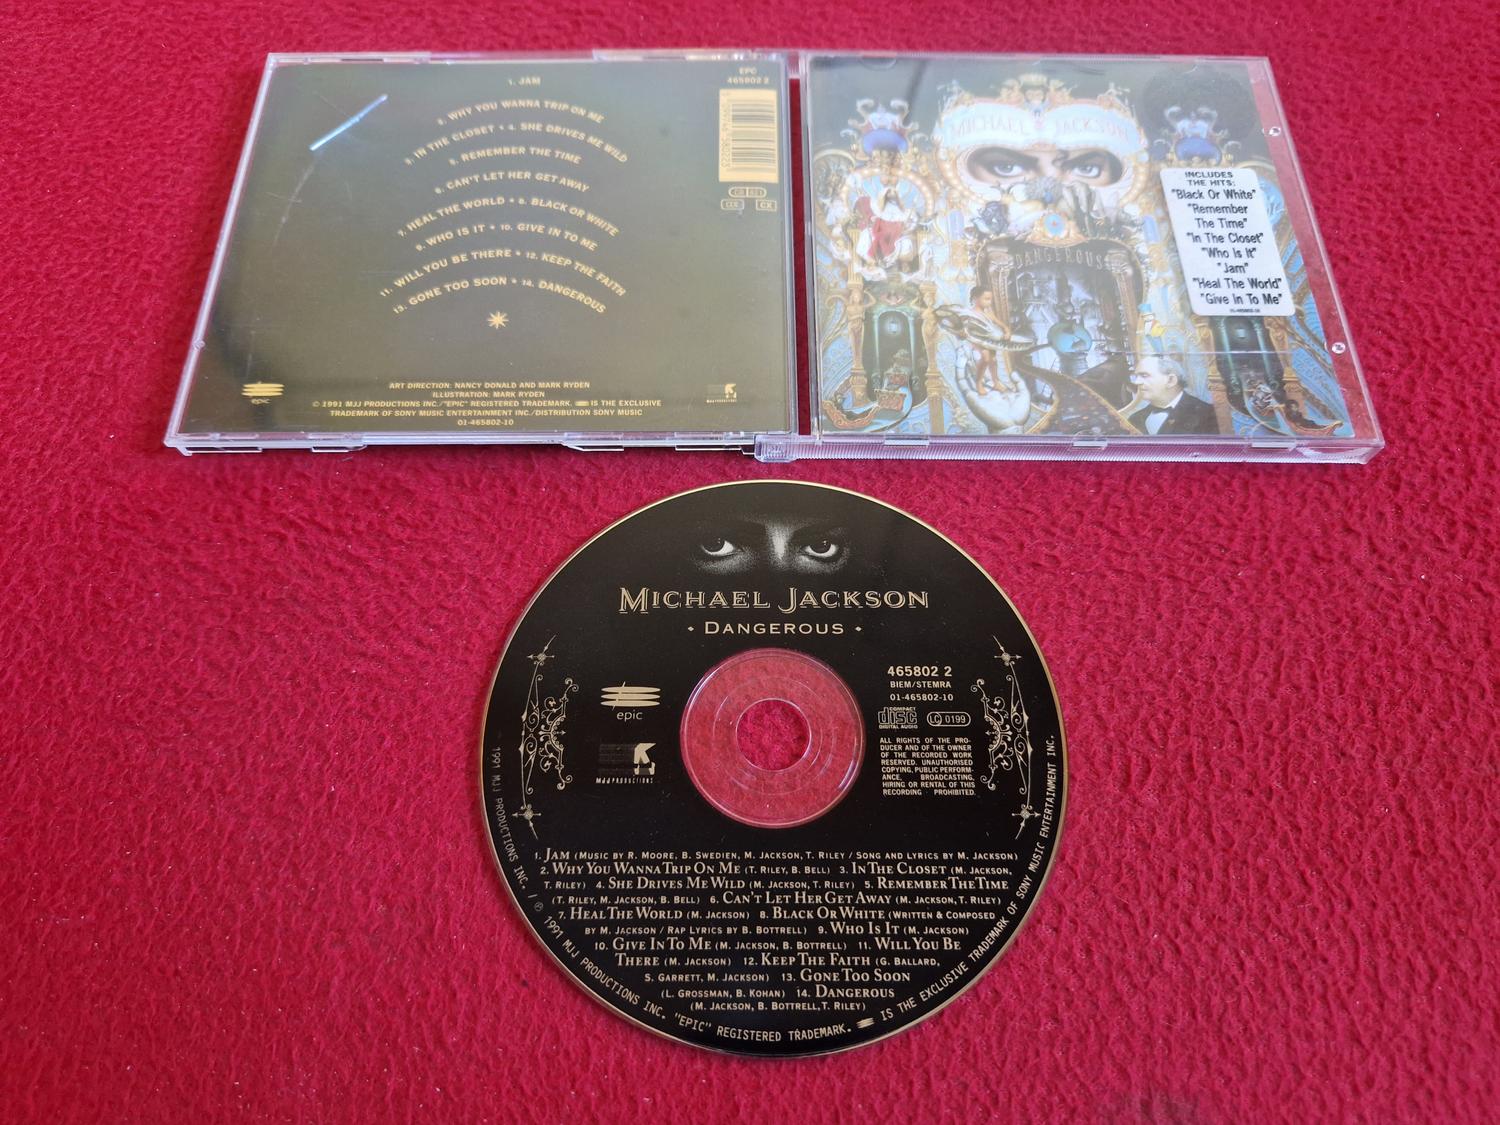 1. JAM
2. WHY YOU WANNA TRIP ON ME
3. IN THE CLOSET • 4. SHE DRIVES ME WILD
5. REMEMBER THE TIME
6. CAN'T LET HER GET AWAY
7. HEAL THE WORLD • 8. BLACK OR WHITE
9. WHO IS IT • 10. GIVE IN TO ME
11. WILL YOU BE THERE • 12. KEEP THE FAITH
13. GONE TOO SOON • 14. DANGEROUS
EPC
465802 2
epic
ART DIRECTION: NANCY DONALD AND MARK RYDEN
ILLUSTRATION: MARK RYDEN
© 1991 MJJ PRODUCTIONS INC./"EPIC" REGISTERED TRADEMARK. IS THE EXCLUSIVE
TRADEMARK OF SONY MUSIC ENTERTAINMENT INC./DISTRIBUTION SONY MUSIC
01-465802-10
MICHAEL JACKSON
DANGEROUS
INCLUDES
THE HITS:
"Black Or White"
"Remember
The Time"
"In The Closet"
"Who Is It"
"Jam"
"Heal The World"
"Give In To Me"
01-465802-10
MICHAEL JACKSON
• DANGEROUS •
epic
MJJ PRODUCTIONS
465802 2
BIEM/STEMRA
01-465802-10
COMPACT
disc
DIGITAL AUDIO
LC 0199
ALL RIGHTS OF THE PRO-
DUCER AND OF THE OWNER
OF THE RECORDED WORK
RESERVED. UNAUTHORISED
COPYING, PUBLIC PERFORM-
ANCE, BROADCASTING,
HIRING OR RENTAL OF THIS
RECORDING PROHIBITED.
1. JAM (MUSIC BY R. MOORE, B. SWEDIEN, M. JACKSON, T. RILEY / SONG AND LYRICS BY M. JACKSON)
2. WHY YOU WANNA TRIP ON ME (T. RILEY, B. BELL) 3. IN THE CLOSET (M. JACKSON,
T. RILEY) 4. SHE DRIVES ME WILD (M. JACKSON, T. RILEY) 5. REMEMBER THE TIME
(T. RILEY, M. JACKSON, B. BELL) 6. CAN'T LET HER GET AWAY (M. JACKSON, T. RILEY)
7. HEAL THE WORLD (M. JACKSON) 8. BLACK OR WHITE (WRITTEN & COMPOSED
BY M. JACKSON / RAP LYRICS BY B. BOTTRELL) 9. WHO IS IT (M. JACKSON)
10. GIVE IN TO ME (M. JACKSON, B. BOTTRELL) 11. WILL YOU BE
THERE (M. JACKSON) 12. KEEP THE FAITH (G. BALLARD,
S. GARRETT, M. JACKSON) 13. GONE TOO SOON
(L. GROSSMAN, B. KOHAN) 14. DANGEROUS
(M. JACKSON, B. BOTTRELL, T. RILEY)
1991 MJJ PRODUCTIONS INC. / ℗ 1991 MJJ PRODUCTIONS INC. "EPIC" REGISTERED TRADEMARK. IS THE EXCLUSIVE TRADEMARK OF SONY MUSIC ENTERTAINMENT INC.